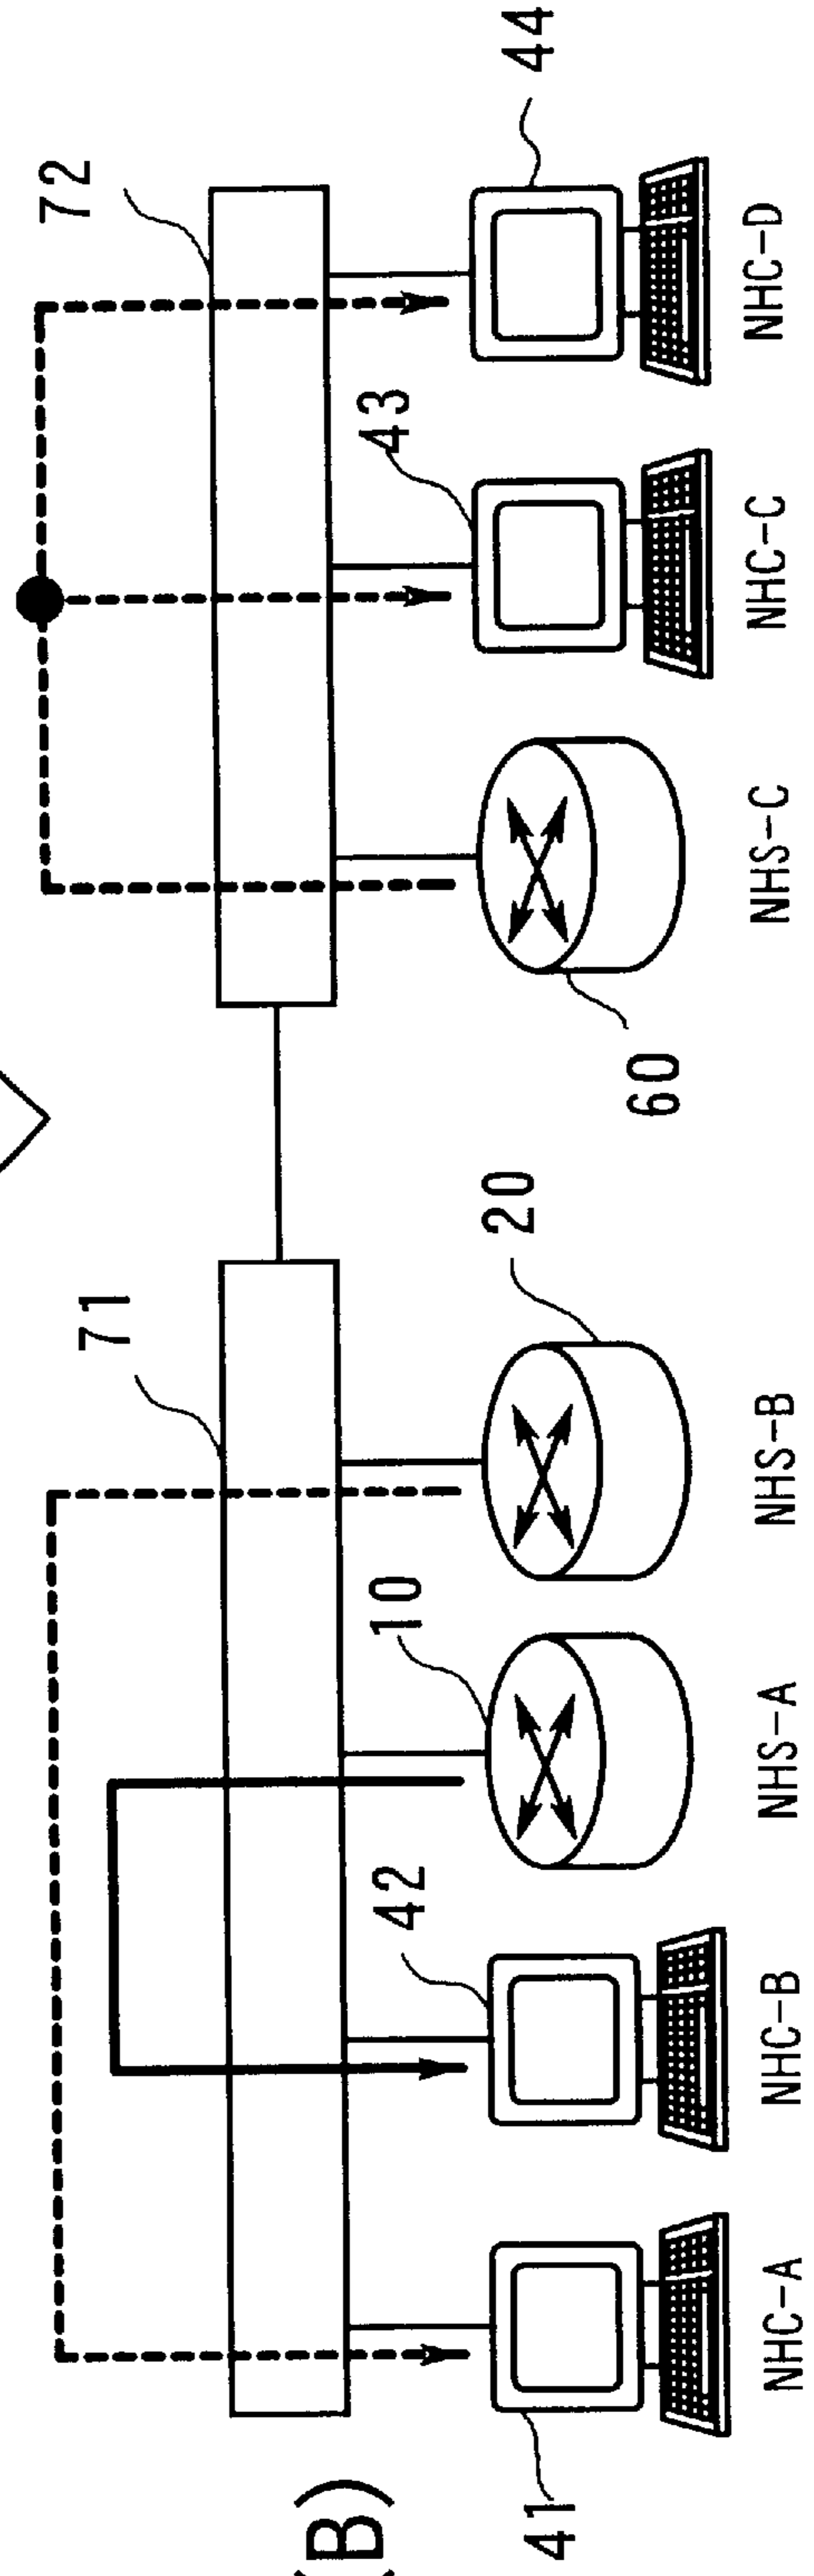 (B)
71
72
41
42
10
20
60
43
44
NHC-A
NHC-B
NHS-A
NHS-B
NHS-C
NHC-C
NHC-D